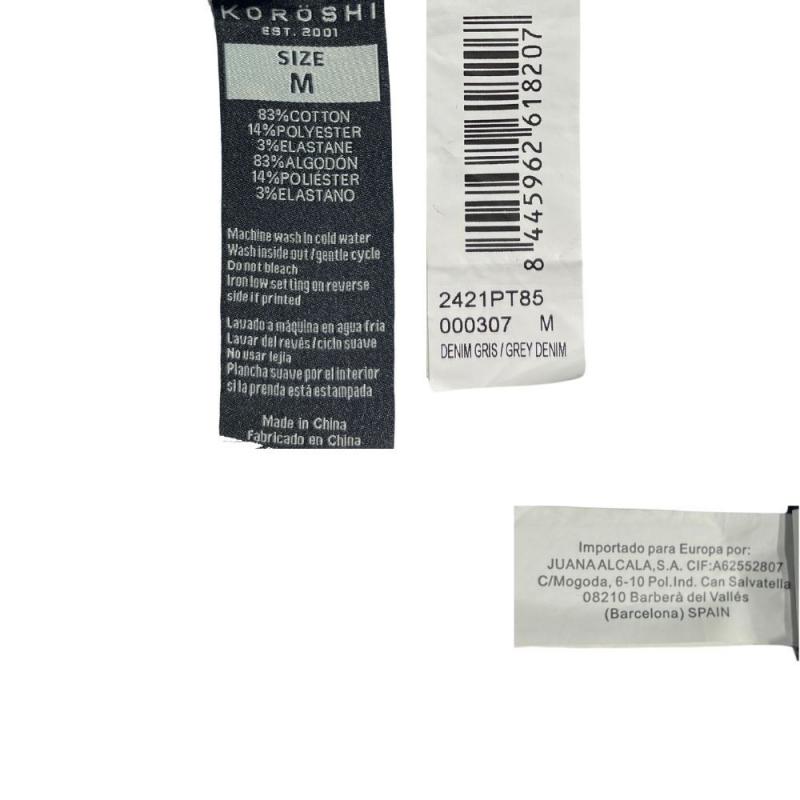 KORÖSHI
EST. 2001
SIZE
M
83%COTTON
14%POLYESTER
3%ELASTANE
83%ALGODÓN
14%POLIÉSTER
3%ELASTANO
Machine wash in cold water
Wash inside out/gentle cycle
Do not bleach
Iron low setting on reverse
side if printed
Lavado a máquina en agua fria
Lavar del revés/ciclo suave
No usar lejia
Plancha suave por el interior
si la prenda está estampada
Made in China
Fabricado en China
8 445962 618207
2421PT85
000307 M
DENIM GRIS / GREY DENIM
Importado para Europa por:
JUANA ALCALA,S.A. CIF:A62552807
C/Mogoda, 6-10 Pol.Ind. Can Salvatella
08210 Barberà del Vallés
(Barcelona) SPAIN